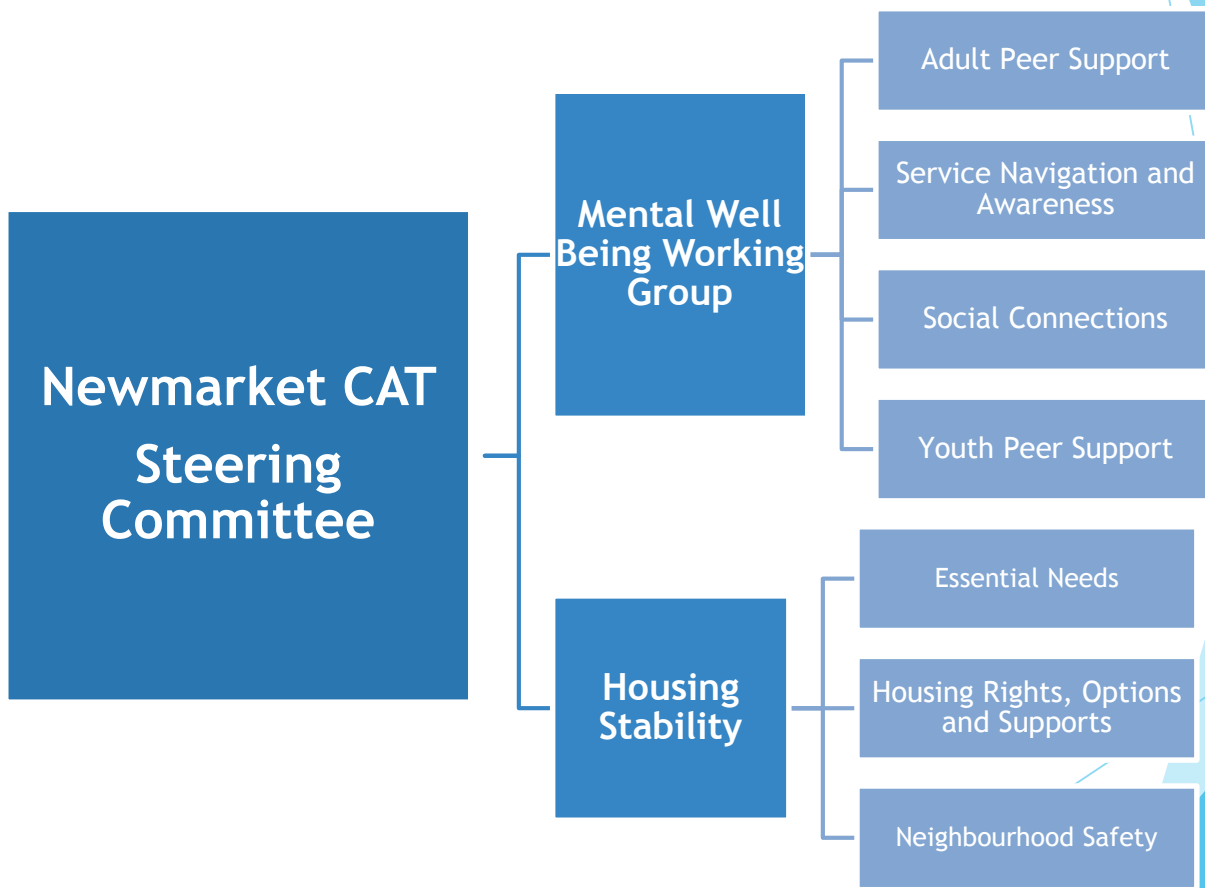 Newmarket CAT
Steering
Committee
Mental Well
Being Working
Group
Adult Peer Support
Service Navigation and
Awareness
Social Connections
Youth Peer Support
Housing
Stability
Essential Needs
Housing Rights, Options
and Supports
Neighbourhood Safety